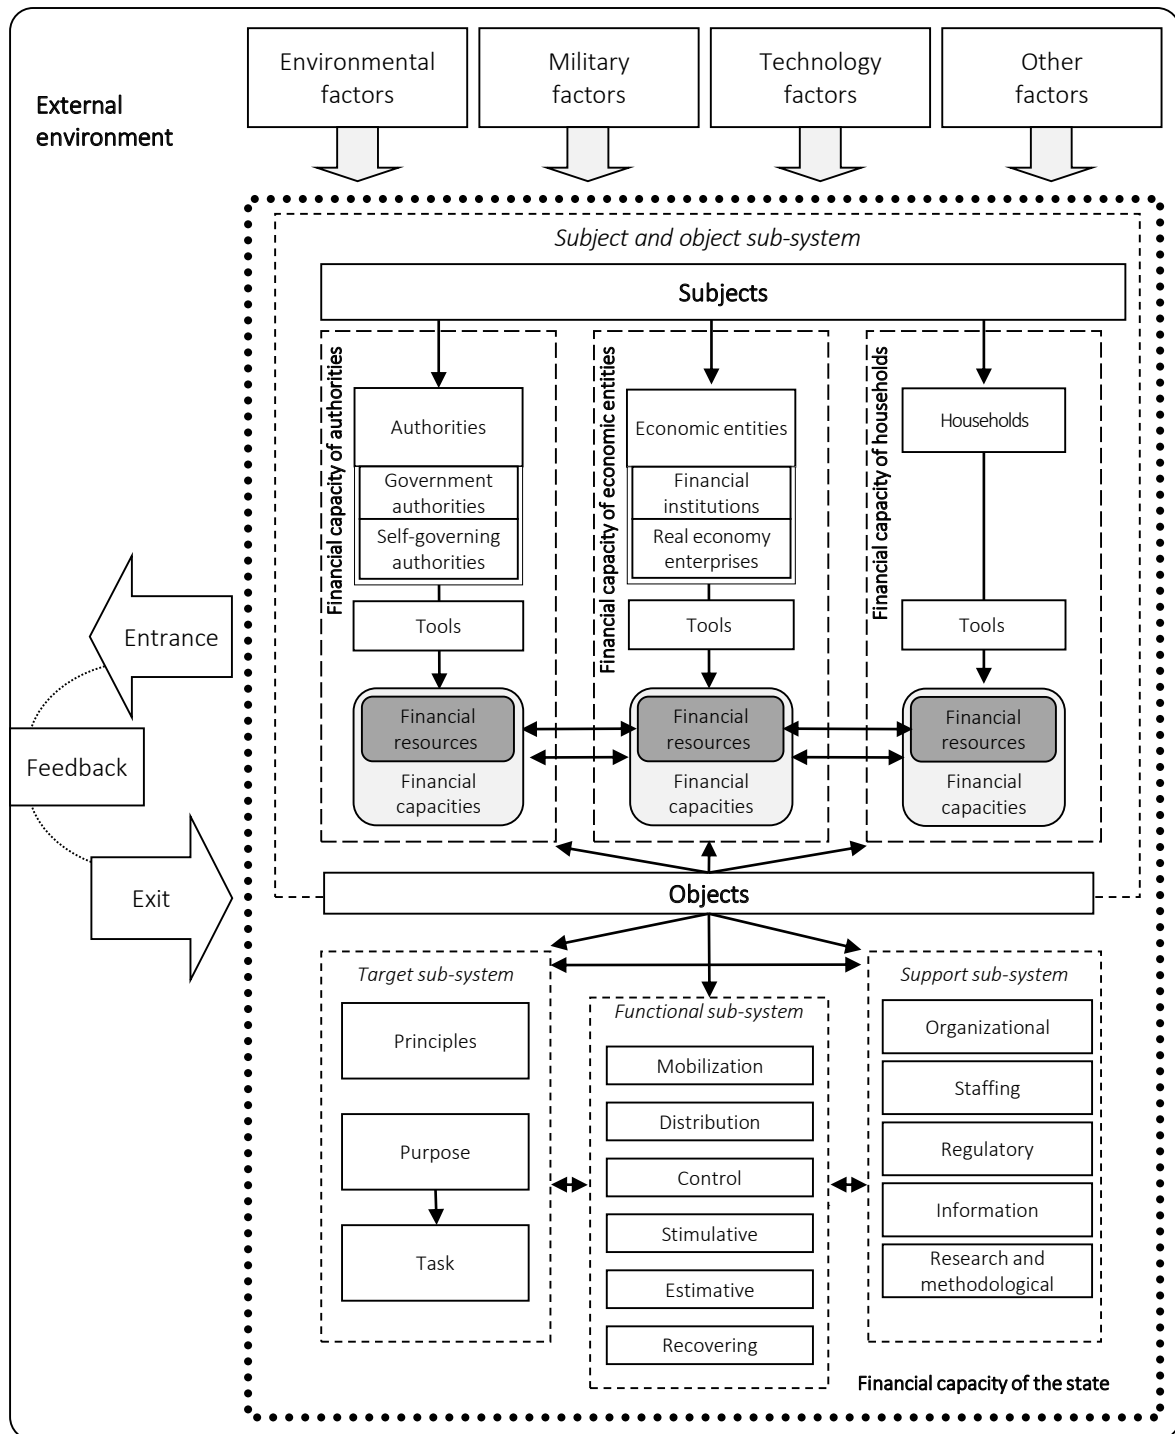 Environmental
factors
Military
factors
Technology
factors
Other
factors
External
environment
Subject and object sub-system
Subjects
Financial capacity of authorities
Authorities
Government
authorities
Self-governing
authorities
Tools
Financial
resources
Financial
capacities
Financial capacity of economic entities
Economic entities
Financial
institutions
Real economy
enterprises
Tools
Financial
resources
Financial
capacities
Financial capacity of households
Households
Tools
Financial
resources
Financial
capacities
Entrance
Feedback
Exit
Objects
Target sub-system
Principles
Purpose
Task
Functional sub-system
Mobilization
Distribution
Control
Stimulative
Estimative
Recovering
Support sub-system
Organizational
Staffing
Regulatory
Information
Research and
methodological
Financial capacity of the state